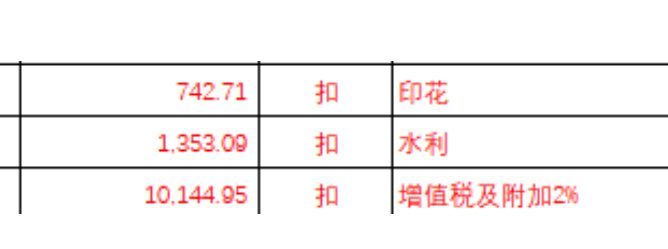 742.71 扣 印花
1,353.09 扣 水利
10,144.95 扣 增值税及附加2%